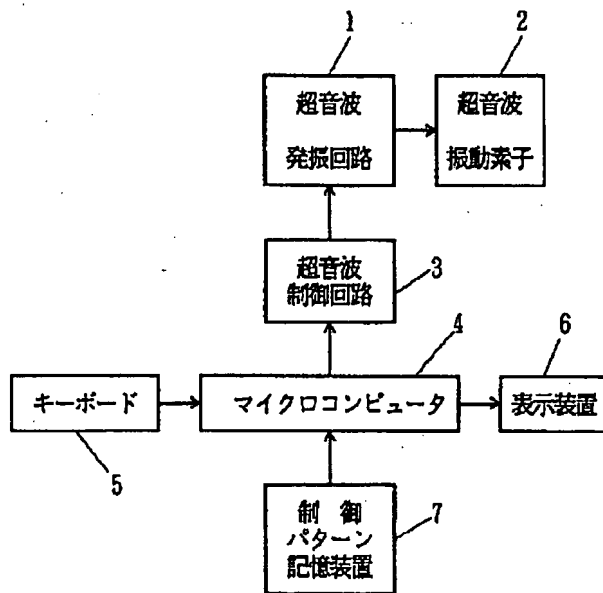 1
2
超音波
発振回路
超音波
振動素子
超音波
制御回路
3
4
6
キーボード
マイクロコンピュータ
表示装置
5
制 御
パターン
記憶装置
7